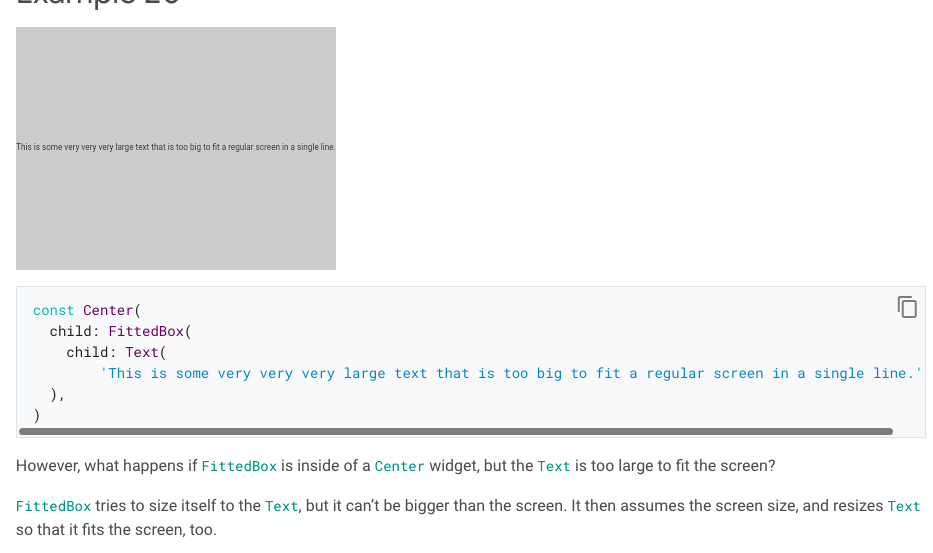 This is some very very very large text that is too big to fit a regular screen in a single line.
const Center(
  child: FittedBox(
    child: Text(
        'This is some very very very large text that is too big to fit a regular screen in a single line.'
  ),
)
However, what happens if FittedBox is inside of a Center widget, but the Text is too large to fit the screen?
FittedBox tries to size itself to the Text, but it can’t be bigger than the screen. It then assumes the screen size, and resizes Text
so that it fits the screen, too.